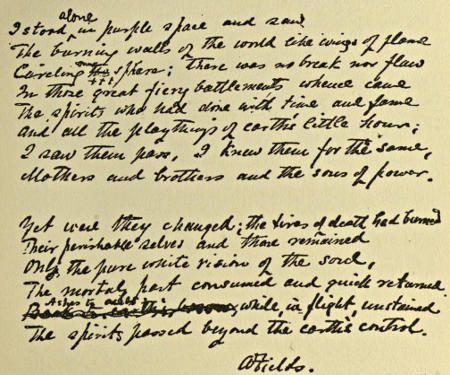 I stood alone in purple space and saw
The burning walls of the world like wings of flame
Circling the sphere; there was no break nor flaw
In those great fiery battlements whence came
The spirits who had done with time and fame
And all the playthings of earth's little hour;
I saw them pass, I knew them for the same,
Mothers and brothers and the sons of power.
Yet were they changed; the fires of death had burned
Their perishable selves and there remained
Only the pure white vision of the soul,
The mortal part consumed and quick returned
Ashes to ashes while, in flight, unstained
The spirits passed beyond the earth's control.
A Fields.